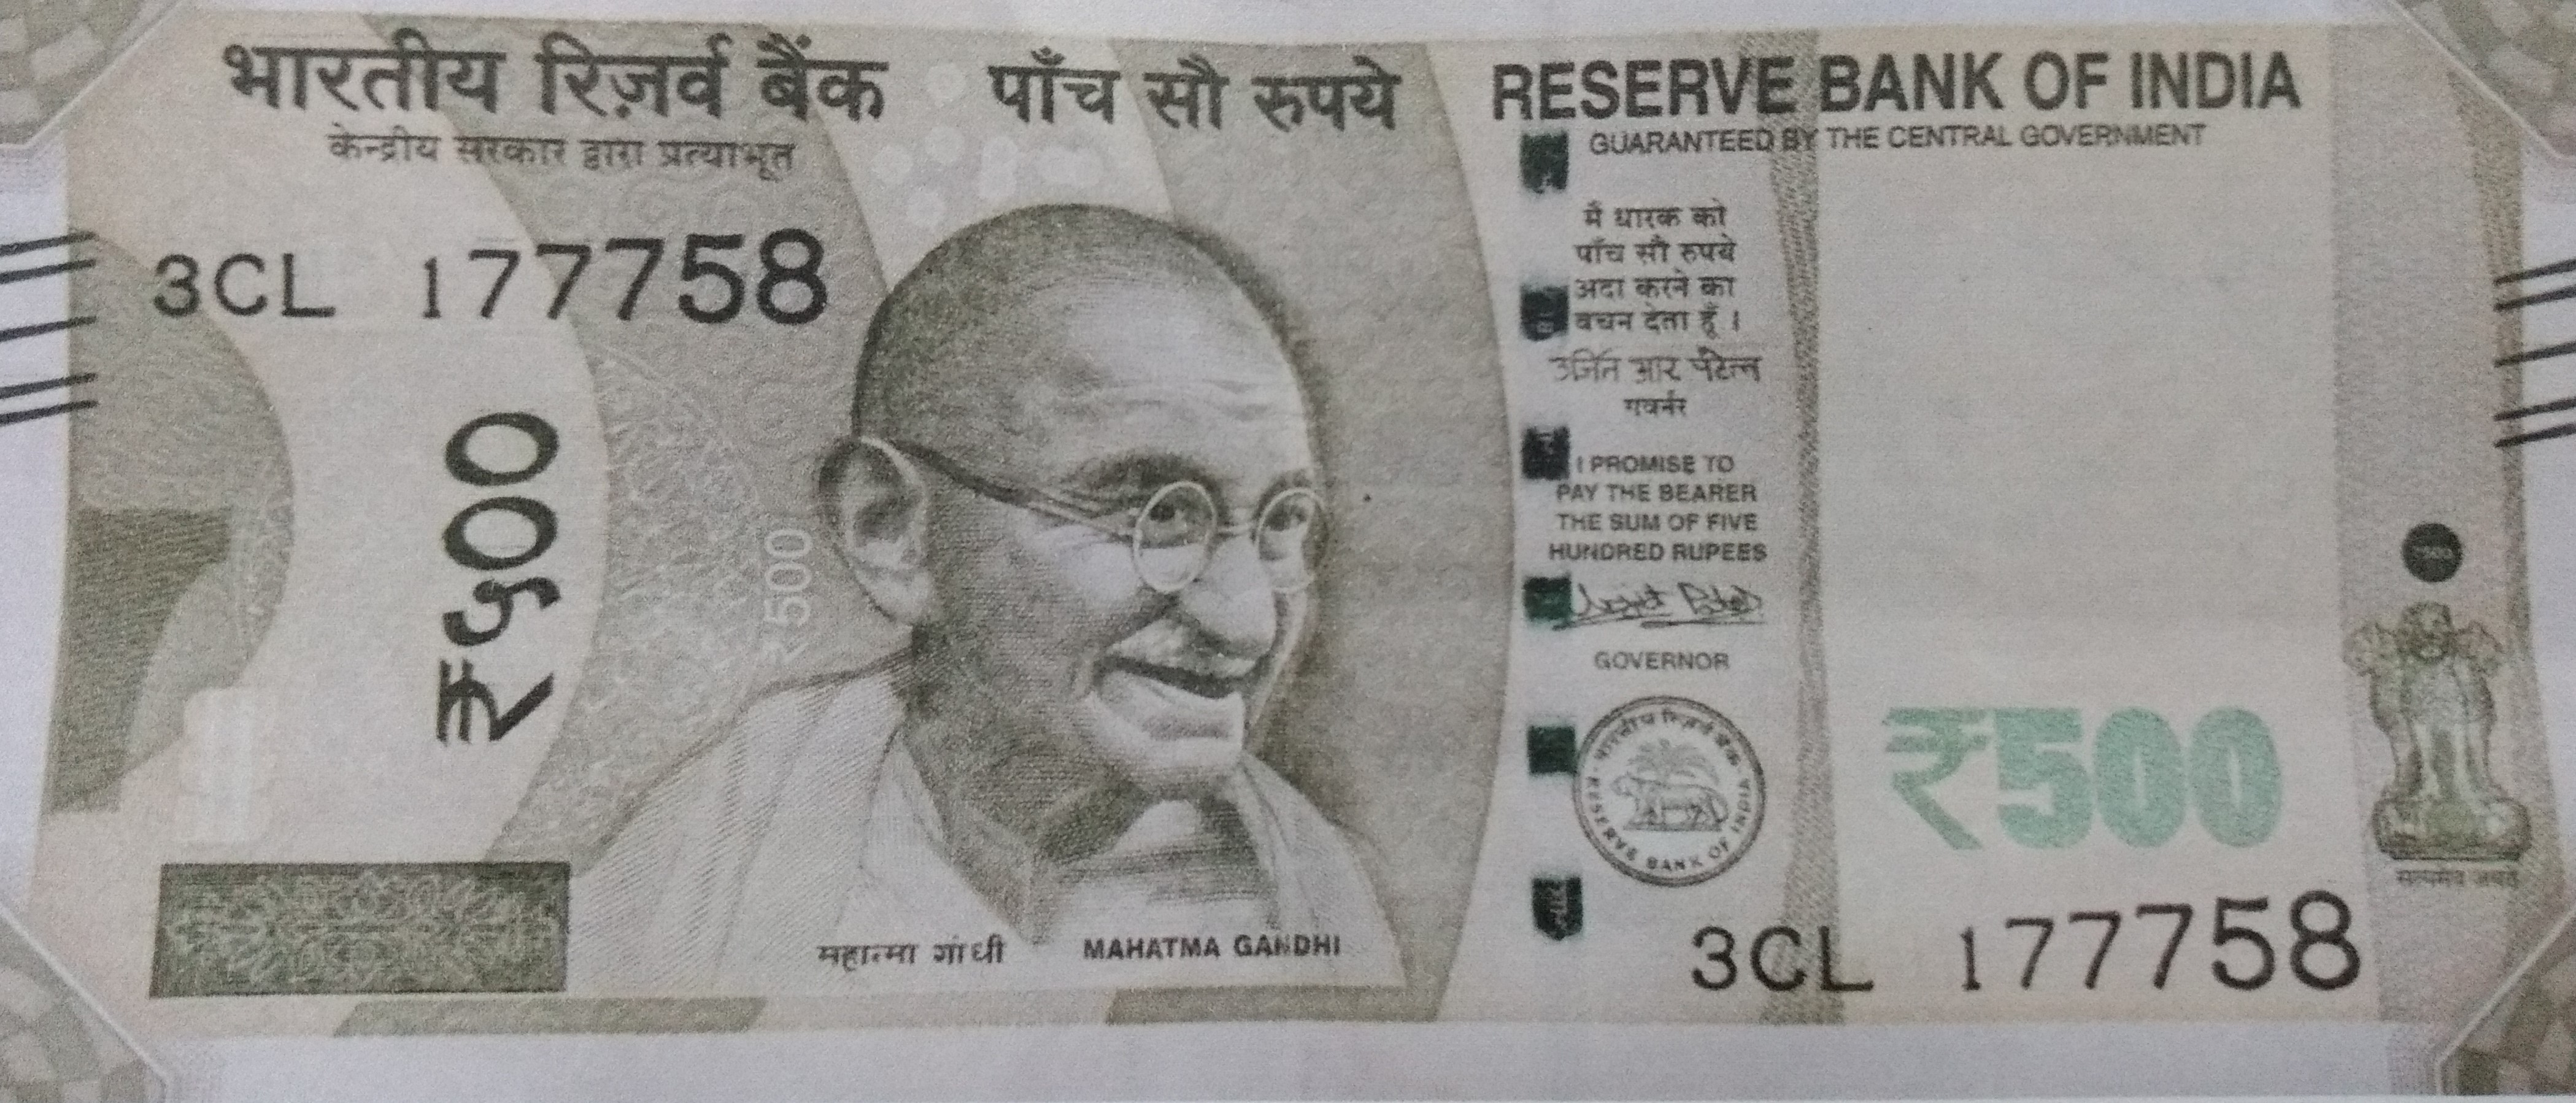 भारतीय रिज़र्व बैंक
केन्द्रीय सरकार द्वारा प्रत्याभूत
पाँच सौ रुपये
RESERVE BANK OF INDIA
GUARANTEED BY THE CENTRAL GOVERNMENT
3CL 177758
₹५००
₹500
मैं धारक को
पाँच सौ रुपये
अदा करने का
वचन देता हूँ ।
उर्जित आर पटेल
गवर्नर
I PROMISE TO
PAY THE BEARER
THE SUM OF FIVE
HUNDRED RUPEES
GOVERNOR
भारतीय रिज़र्व बैंक
RESERVE BANK OF INDIA
₹500
सत्यमेव जयते
महात्मा गांधी MAHATMA GANDHI
3CL 177758